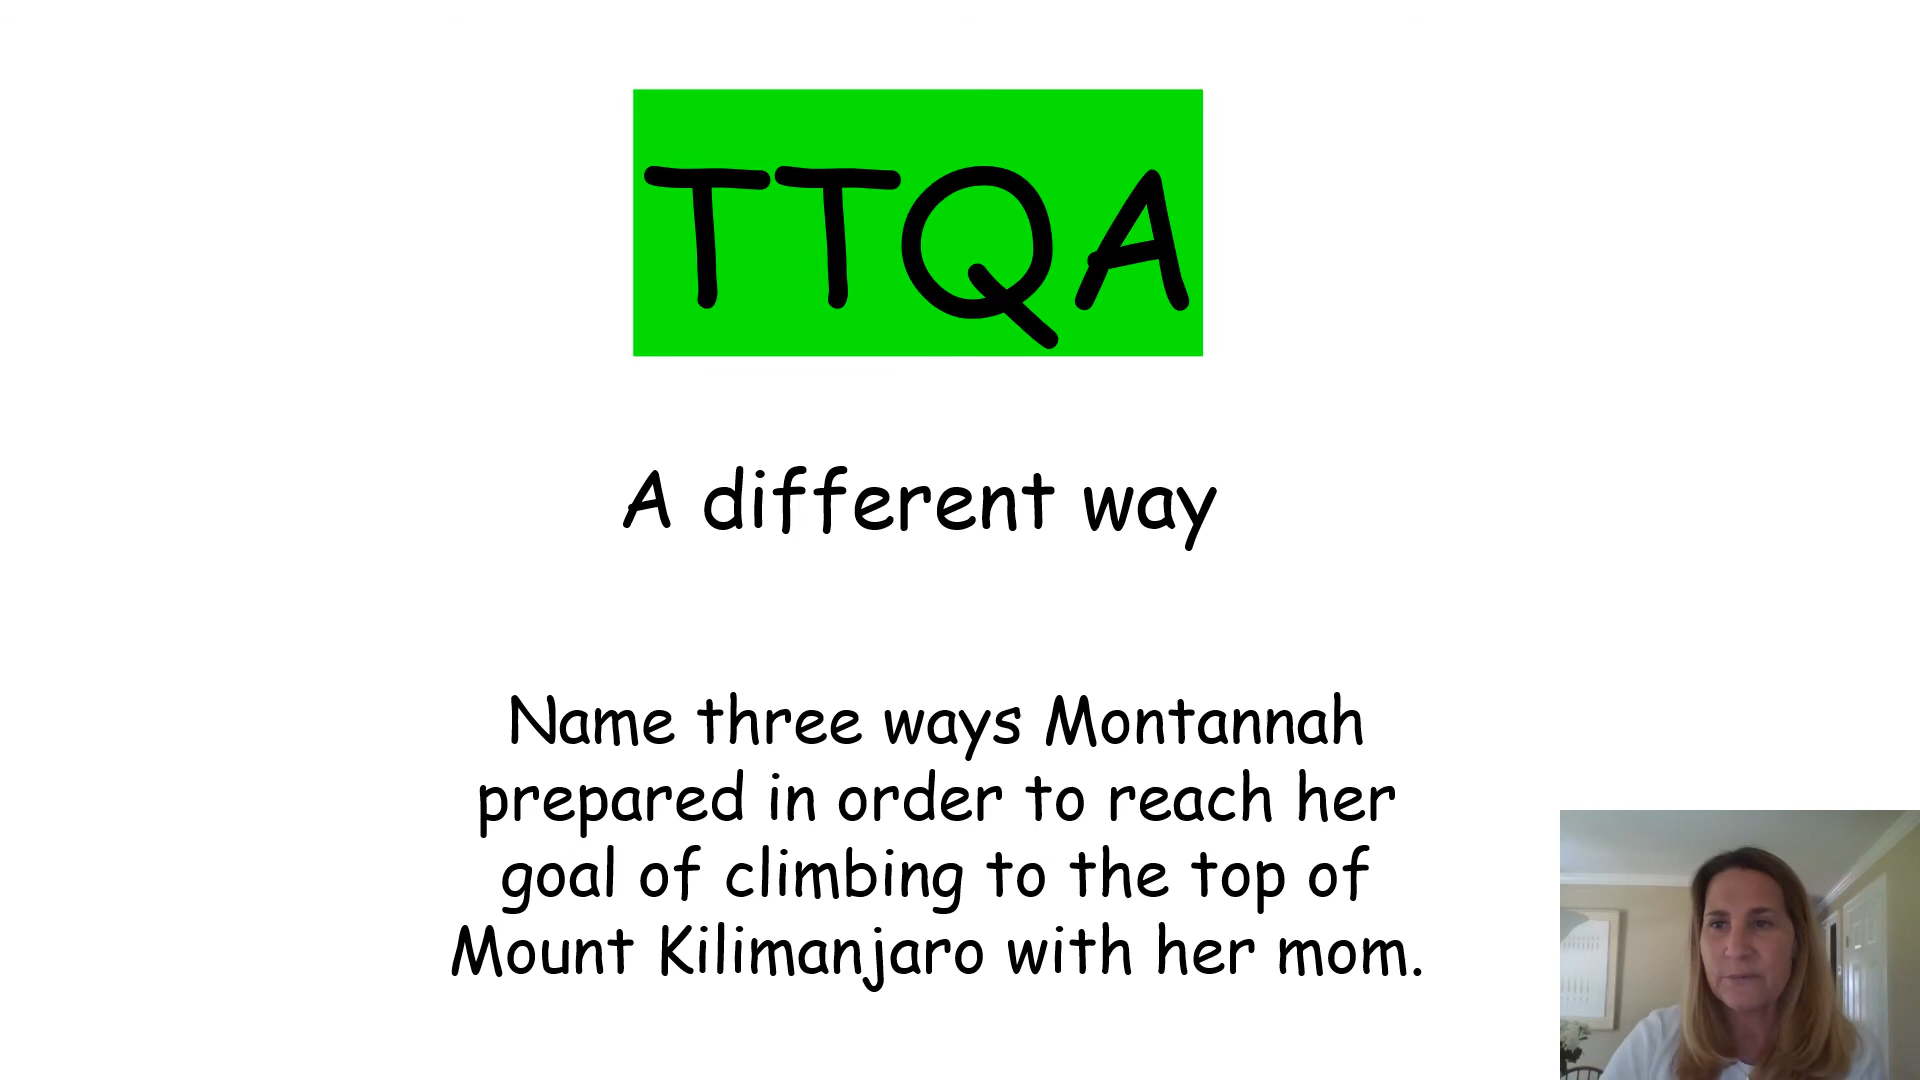 TTQA
A different way
Name three ways Montannah
prepared in order to reach her
goal of climbing to the top of
Mount Kilimanjaro with her mom.